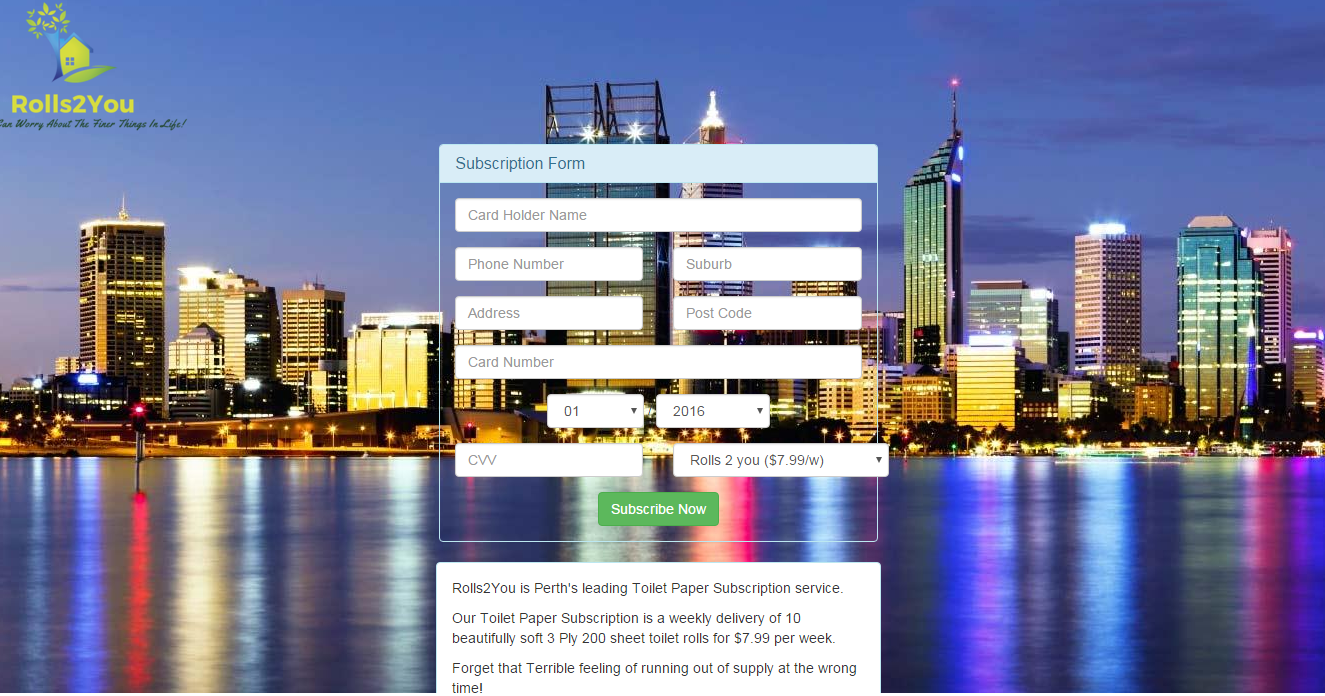 Rolls2You
Can Worry About The Finer Things In Life!
Subscription Form
Card Holder Name
Phone Number
Suburb
Address
Post Code
Card Number
01
2016
CVV
Rolls 2 you ($7.99/w)
Subscribe Now
Rolls2You is Perth's leading Toilet Paper Subscription service.
Our Toilet Paper Subscription is a weekly delivery of 10
beautifully soft 3 Ply 200 sheet toilet rolls for $7.99 per week.
Forget that Terrible feeling of running out of supply at the wrong
time!